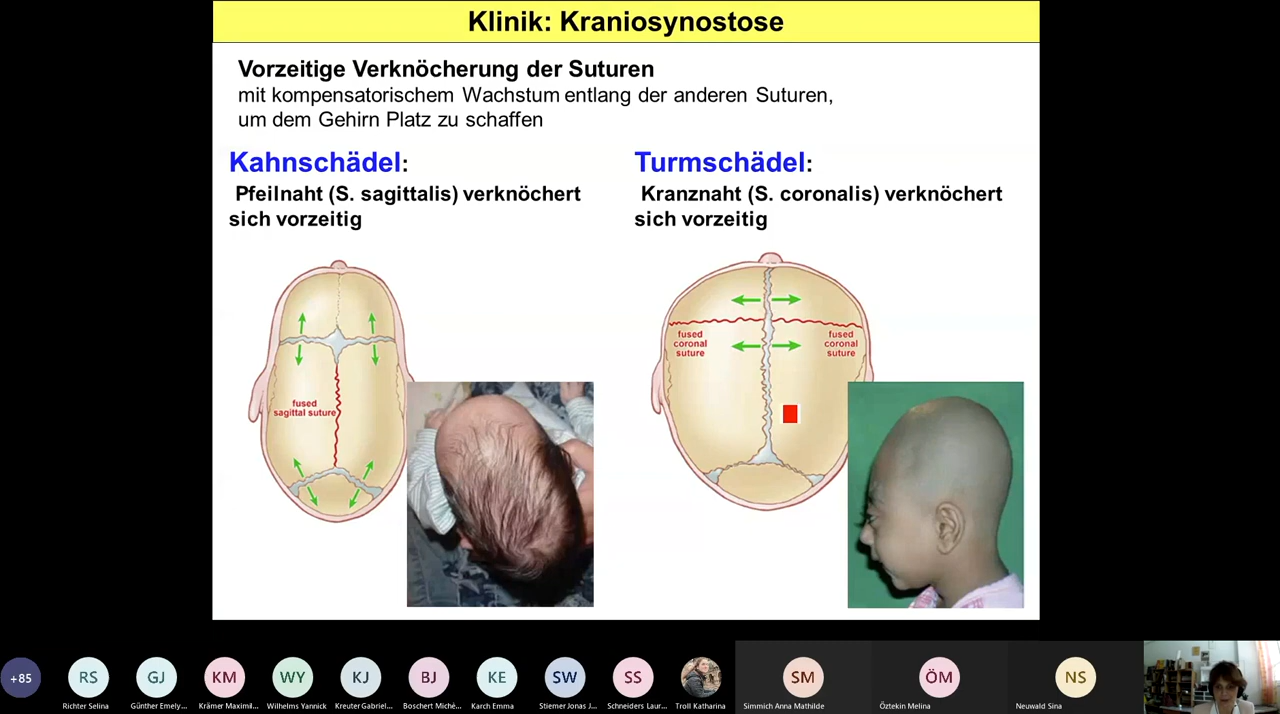 Klinik: Kraniosynostose
Vorzeitige Verknöcherung der Suturen
mit kompensatorischem Wachstum entlang der anderen Suturen,
um dem Gehirn Platz zu schaffen
Kahnschädel:
Pfeilnaht (S. sagittalis) verknöchert
sich vorzeitig
Turmschädel:
Kranznaht (S. coronalis) verknöchert
sich vorzeitig
fused
sagittal suture
fused
coronal
suture
fused
coronal
suture
+85
RS
GJ
KM
WY
KJ
BJ
KE
SW
SS
SM
ÖM
NS
Richter Selina
Günther Emely...
Krämer Maximil...
Wilhelms Yannick
Kreuter Gabriel...
Boschert Miché...
Karch Emma
Stiemer Jonas J...
Schneiders Laur...
Troll Katharina
Simmich Anna Mathilde
Öztekin Melina
Neuwald Sina